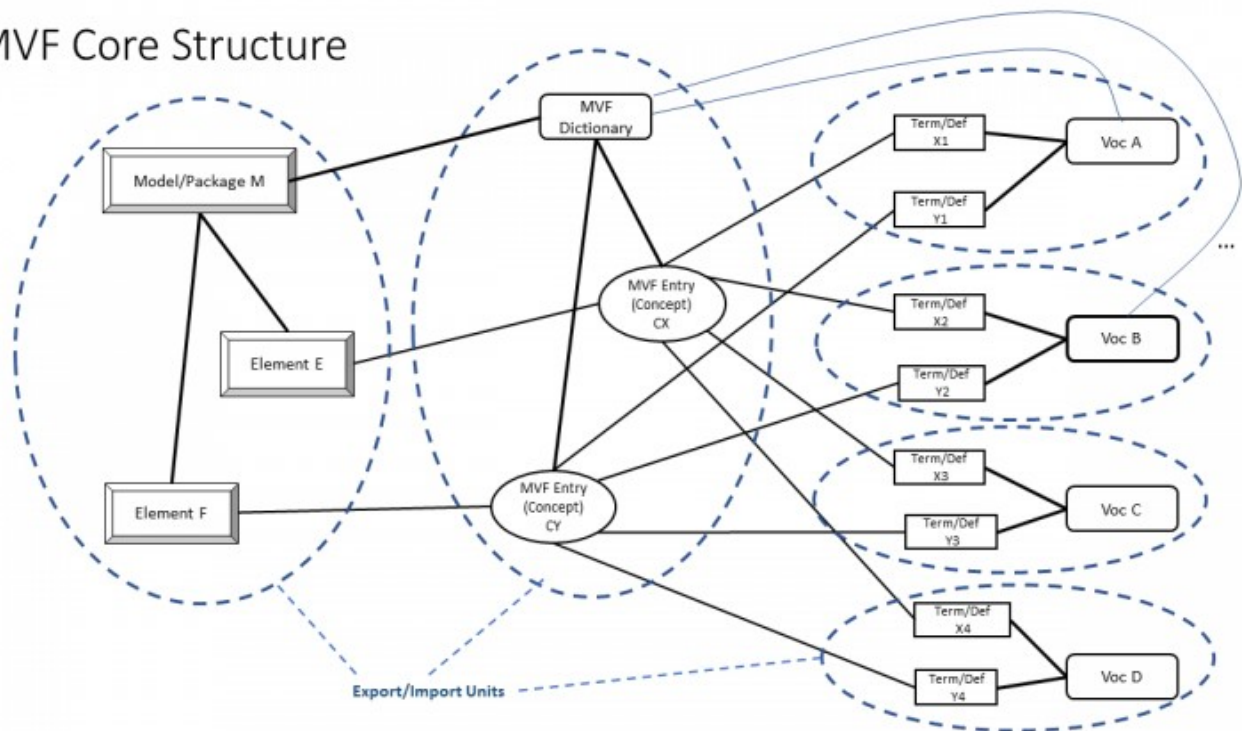 MVF Core Structure
MVF
Dictionary
Model/Package M
Element E
Element F
MVF Entry
(Concept)
CX
MVF Entry
(Concept)
CY
Term/Def
X1
Term/Def
Y1
Voc A
Term/Def
X2
Term/Def
Y2
Voc B
...
Term/Def
X3
Term/Def
Y3
Voc C
Term/Def
X4
Term/Def
Y4
Voc D
Export/Import Units